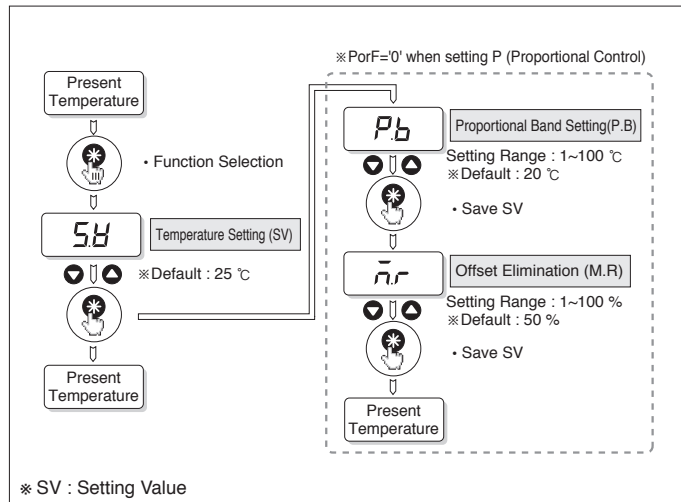 ※PorF='0' when setting P (Proportional Control)
Present
Temperature
• Function Selection
S.V
Temperature Setting (SV)
※Default : 25 ℃
Present
Temperature
P.b
Proportional Band Setting(P.B)
Setting Range : 1~100 ℃
※Default : 20 ℃
• Save SV
m.r
Offset Elimination (M.R)
Setting Range : 1~100 %
※Default : 50 %
• Save SV
Present
Temperature
※ SV : Setting Value